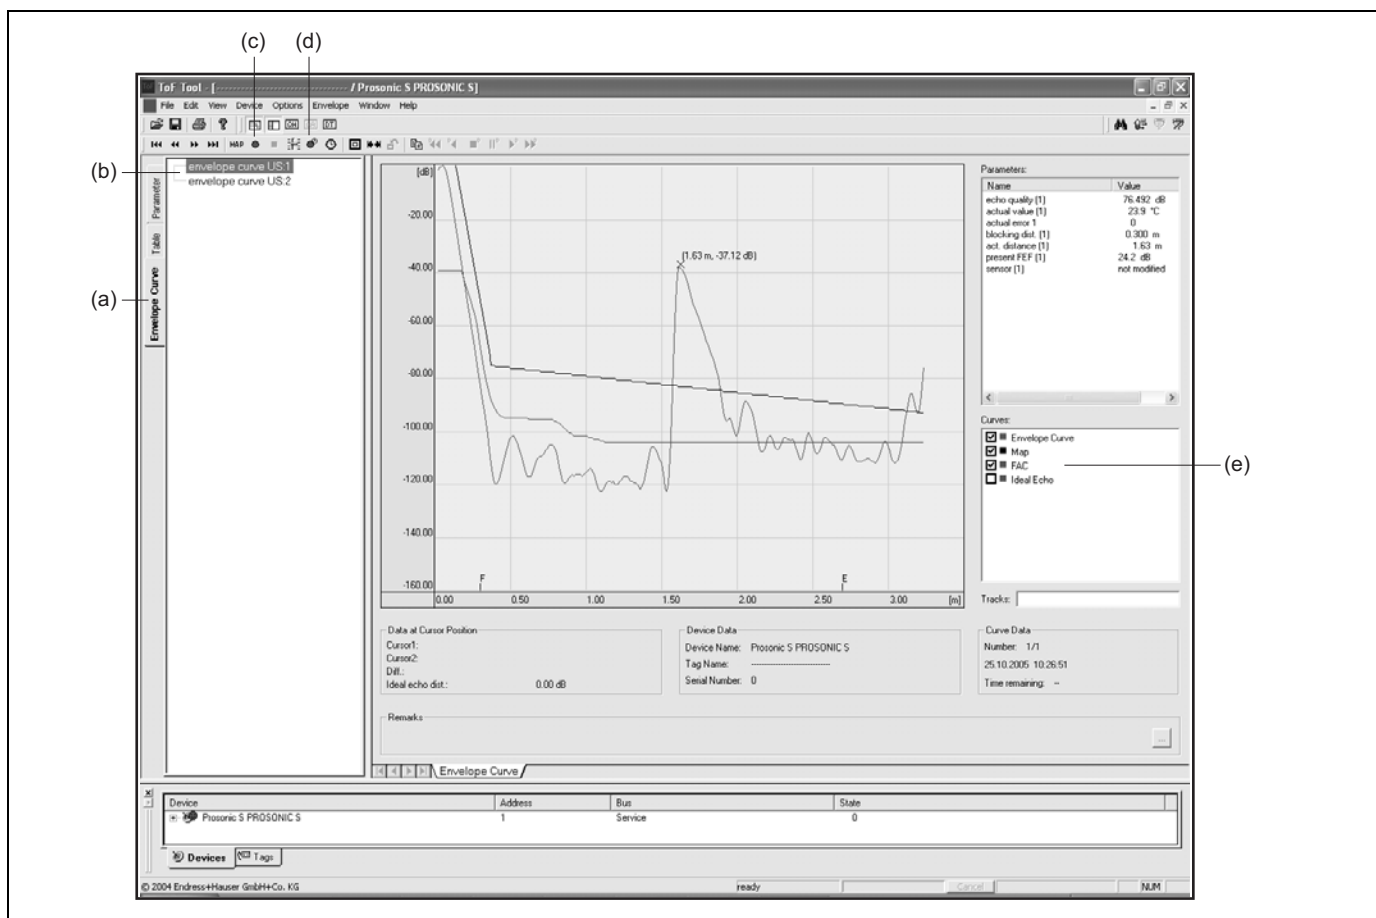 (c) (d)
ToF Tool - [-------------------------------- / Prosonic S PROSONIC S]
File Edit View Device Options Envelope Window Help
MAP
(b)
envelope curve US:1
envelope curve US:2
Parameter
Table
Envelope Curve
(a)
[dB]
-20.00
-40.00
-60.00
-80.00
-100.00
-120.00
-140.00
-160.00
(1.63 m, -37.12 dB)
F E
0.00 0.50 1.00 1.50 2.00 2.50 3.00 [m]
Parameters:
Name Value
echo quality (1) 76.492 dB
actual value (1) 23.9 °C
actual error 1 0
blocking dist. (1) 0.300 m
act. distance (1) 1.63 m
present FEF (1) 24.2 dB
sensor (1) not modified
Curves:
Envelope Curve
Map
FAC
Ideal Echo
(e)
Tracks:
Data at Cursor Position
Cursor1:
Cursor2:
Diff.:
Ideal echo dist.: 0.00 dB
Device Data
Device Name: Prosonic S PROSONIC S
Tag Name: --------------------------------
Serial Number: 0
Curve Data
Number: 1/1
25.10.2005 10:26:51
Time remaining: --
Remarks
...
Envelope Curve
Device Address Bus State
Prosonic S PROSONIC S 1 Service 0
Devices Tags
© 2004 Endress+Hauser GmbH+Co. KG ready Cancel NUM